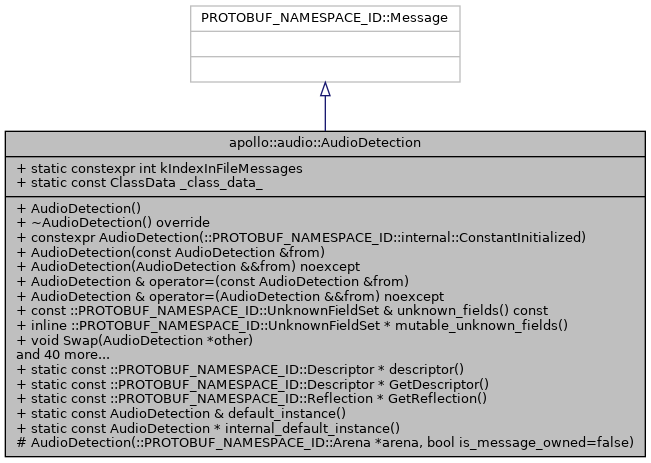 PROTOBUF_NAMESPACE_ID::Message
apollo::audio::AudioDetection
+ static constexpr int kIndexInFileMessages
+ static const ClassData _class_data_
+ AudioDetection()
+ ~AudioDetection() override
+ constexpr AudioDetection(::PROTOBUF_NAMESPACE_ID::internal::ConstantInitialized)
+ AudioDetection(const AudioDetection &from)
+ AudioDetection(AudioDetection &&from) noexcept
+ AudioDetection & operator=(const AudioDetection &from)
+ AudioDetection & operator=(AudioDetection &&from) noexcept
+ const ::PROTOBUF_NAMESPACE_ID::UnknownFieldSet & unknown_fields() const
+ inline ::PROTOBUF_NAMESPACE_ID::UnknownFieldSet * mutable_unknown_fields()
+ void Swap(AudioDetection *other)
and 40 more...
+ static const ::PROTOBUF_NAMESPACE_ID::Descriptor * descriptor()
+ static const ::PROTOBUF_NAMESPACE_ID::Descriptor * GetDescriptor()
+ static const ::PROTOBUF_NAMESPACE_ID::Reflection * GetReflection()
+ static const AudioDetection & default_instance()
+ static const AudioDetection * internal_default_instance()
# AudioDetection(::PROTOBUF_NAMESPACE_ID::Arena *arena, bool is_message_owned=false)